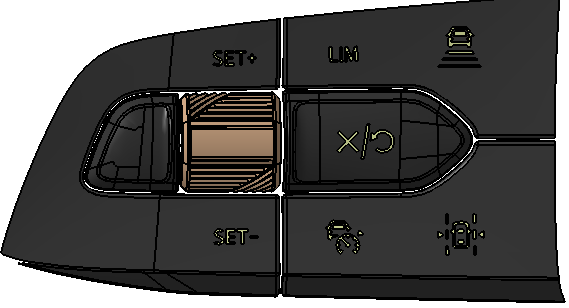 SET+ LIM
X/
SET-